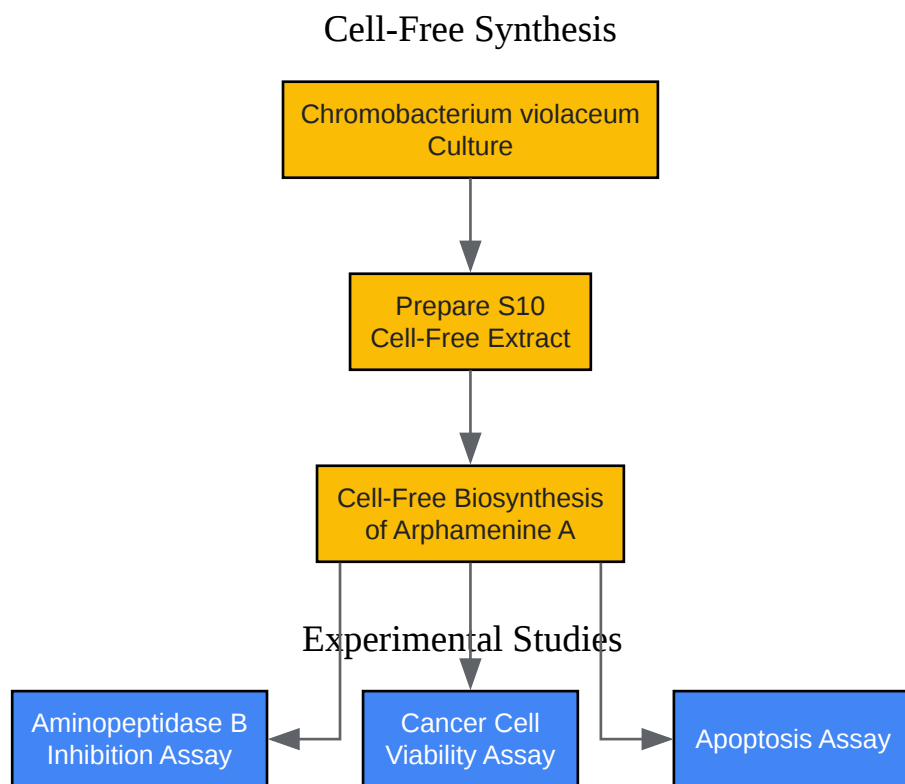 Cell-Free Synthesis
Chromobacterium violaceum
Culture
Prepare S10
Cell-Free Extract
Cell-Free Biosynthesis
of Arphamenine A
Experimental Studies
Aminopeptidase B
Inhibition Assay
Cancer Cell
Viability Assay
Apoptosis Assay